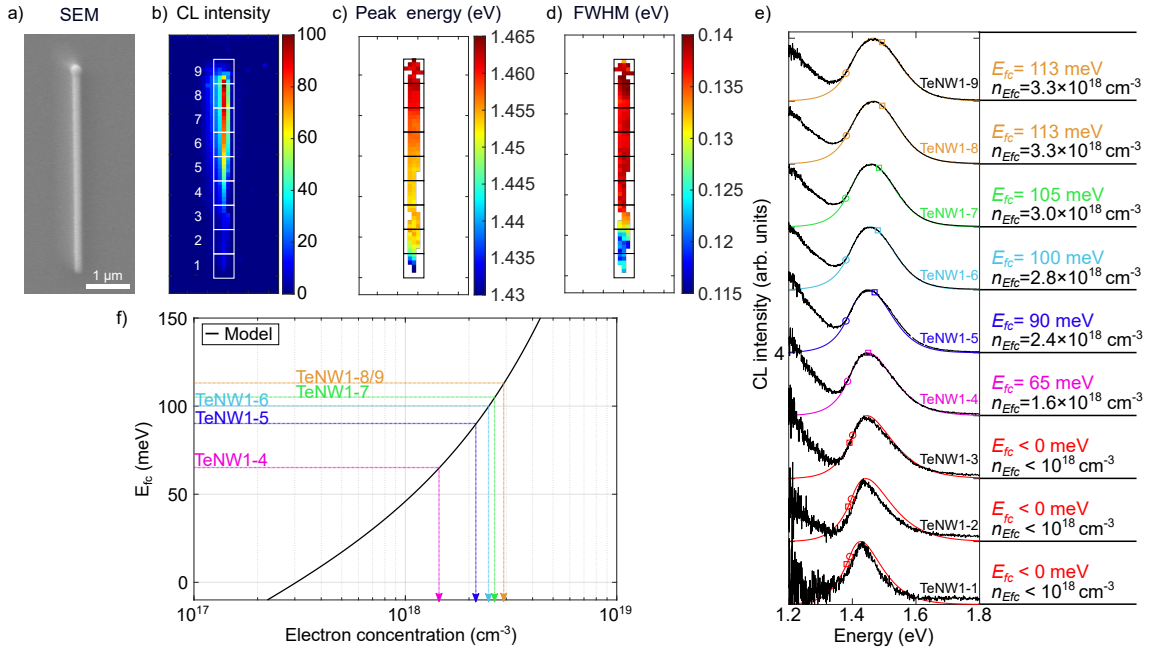 a) SEM
1 μm
b) CL intensity
9
8
7
6
5
4
3
2
1
100
80
60
40
20
0
c) Peak energy (eV)
1.465
1.46
1.455
1.45
1.445
1.44
1.435
1.43
d) FWHM (eV)
0.14
0.135
0.13
0.125
0.12
0.115
e)
TeNW1-9
E_fc = 113 meV
n_Efc=3.3×10^18 cm-3
TeNW1-8
E_fc = 113 meV
n_Efc=3.3×10^18 cm-3
TeNW1-7
E_fc = 105 meV
n_Efc=3.0×10^18 cm-3
TeNW1-6
E_fc = 100 meV
n_Efc=2.8×10^18 cm-3
TeNW1-5
E_fc = 90 meV
n_Efc=2.4×10^18 cm-3
TeNW1-4
E_fc = 65 meV
n_Efc=1.6×10^18 cm-3
TeNW1-3
E_fc < 0 meV
n_Efc < 10^18 cm-3
TeNW1-2
E_fc < 0 meV
n_Efc < 10^18 cm-3
TeNW1-1
E_fc < 0 meV
n_Efc < 10^18 cm-3
CL intensity (arb. units)
4
1.2 1.4 1.6 1.8
Energy (eV)
f)
Model
150
100
50
0
E_fc (meV)
TeNW1-8/9
TeNW1-7
TeNW1-6
TeNW1-5
TeNW1-4
10^17 10^18 10^19
Electron concentration (cm^-3)